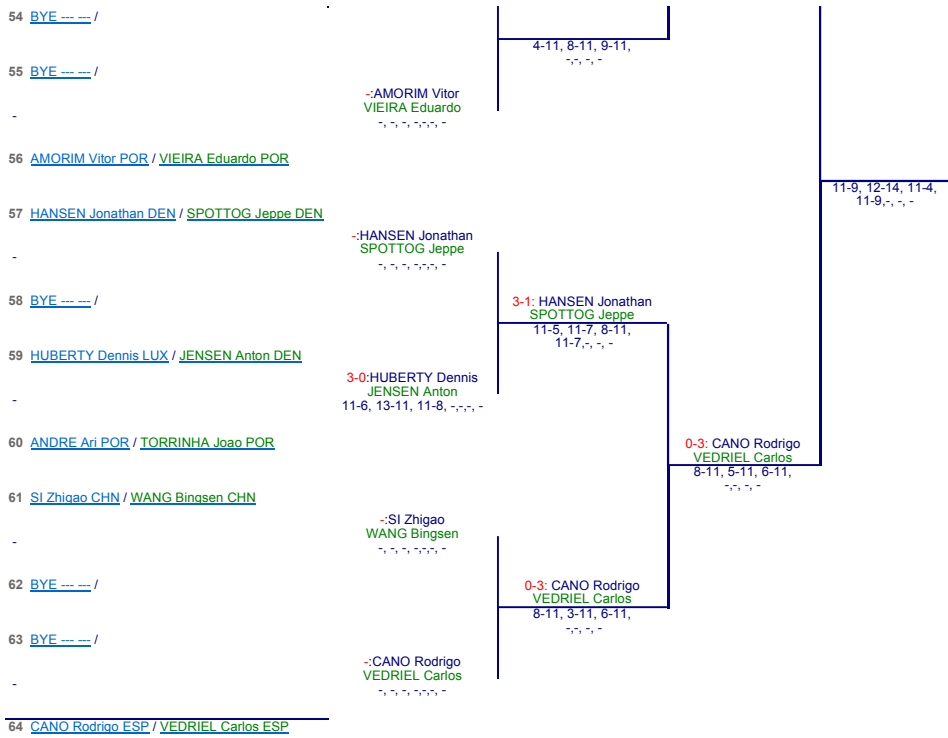 54 BYE --- --- /
4-11, 8-11, 9-11,
-,-, -, -
55 BYE --- --- /
-:AMORIM Vitor
VIEIRA Eduardo
-, -, -, -,-,-, -
-
56 AMORIM Vitor POR / VIEIRA Eduardo POR
11-9, 12-14, 11-4,
11-9,-, -, -
57 HANSEN Jonathan DEN / SPOTTOG Jeppe DEN
-:HANSEN Jonathan
SPOTTOG Jeppe
-, -, -, -,-,-, -
-
58 BYE --- --- /
3-1: HANSEN Jonathan
SPOTTOG Jeppe
11-5, 11-7, 8-11,
11-7,-, -, -
59 HUBERTY Dennis LUX / JENSEN Anton DEN
3-0:HUBERTY Dennis
JENSEN Anton
11-6, 13-11, 11-8, -,-,-, -
-
60 ANDRE Ari POR / TORRINHA Joao POR
0-3: CANO Rodrigo
VEDRIEL Carlos
8-11, 5-11, 6-11,
-,-, -, -
61 SI Zhigao CHN / WANG Bingsen CHN
-:SI Zhigao
WANG Bingsen
-, -, -, -,-,-, -
-
62 BYE --- --- /
0-3: CANO Rodrigo
VEDRIEL Carlos
8-11, 3-11, 6-11,
-,-, -, -
63 BYE --- --- /
-:CANO Rodrigo
VEDRIEL Carlos
-, -, -, -,-,-, -
-
64 CANO Rodrigo ESP / VEDRIEL Carlos ESP